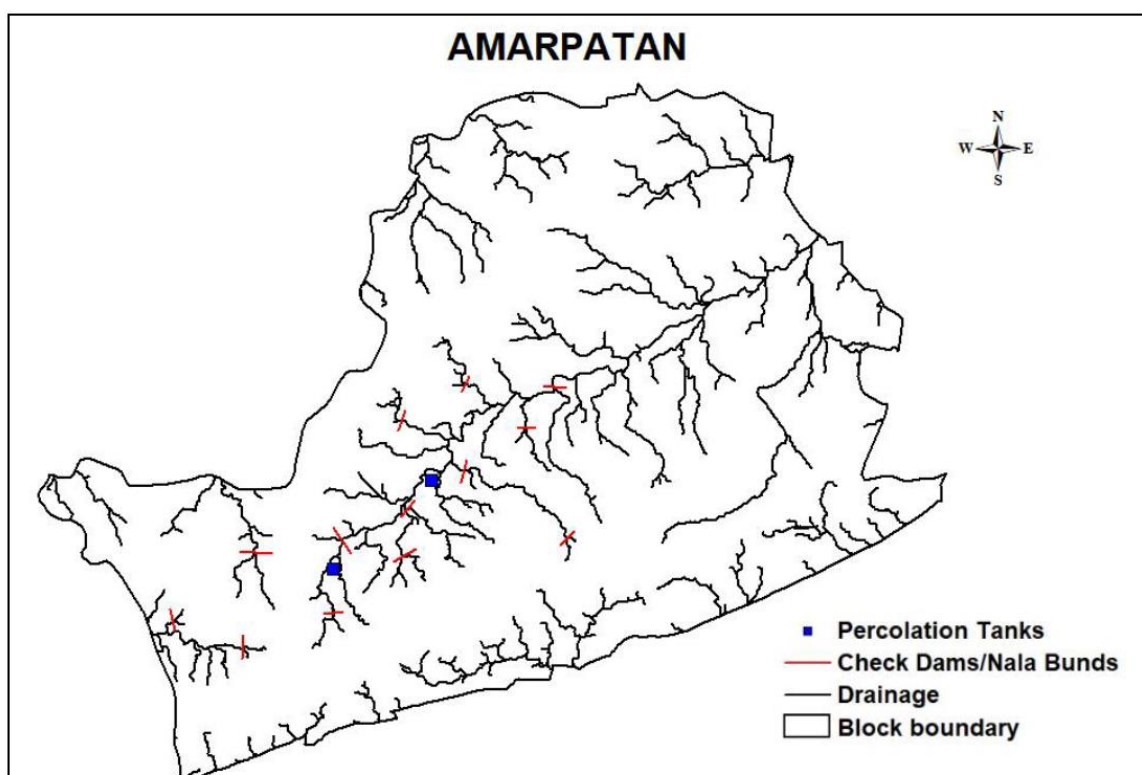 AMARPATAN
N
W E
S
Percolation Tanks
Check Dams/Nala Bunds
Drainage
Block boundary